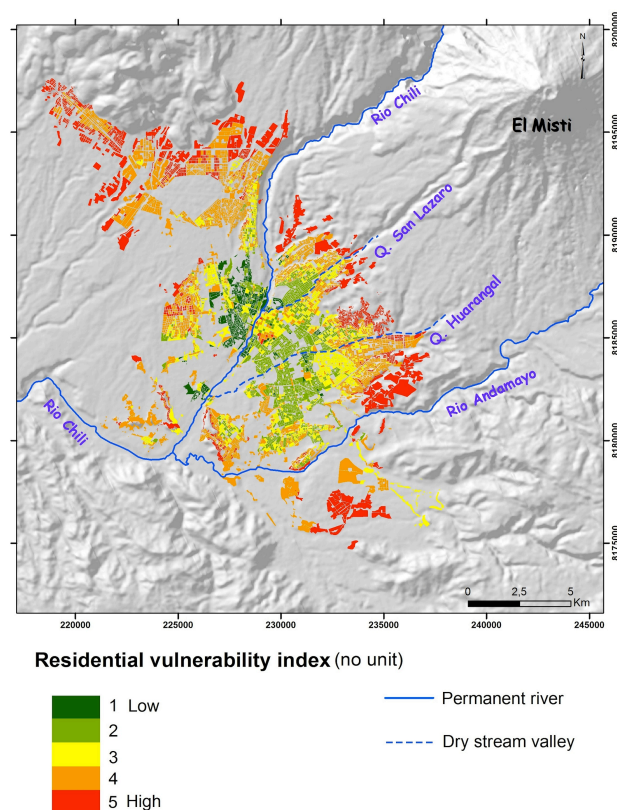 N
El Misti
Rio Chili
Q. San Lazaro
Q. Huarangal
Rio Andamayo
Rio Chili
8200000
8195000
8190000
8185000
8180000
8175000
0 2,5 5
Km
220000 225000 230000 235000 240000 245000
Residential vulnerability index (no unit)
1 Low
2
3
4
5 High
Permanent river
Dry stream valley